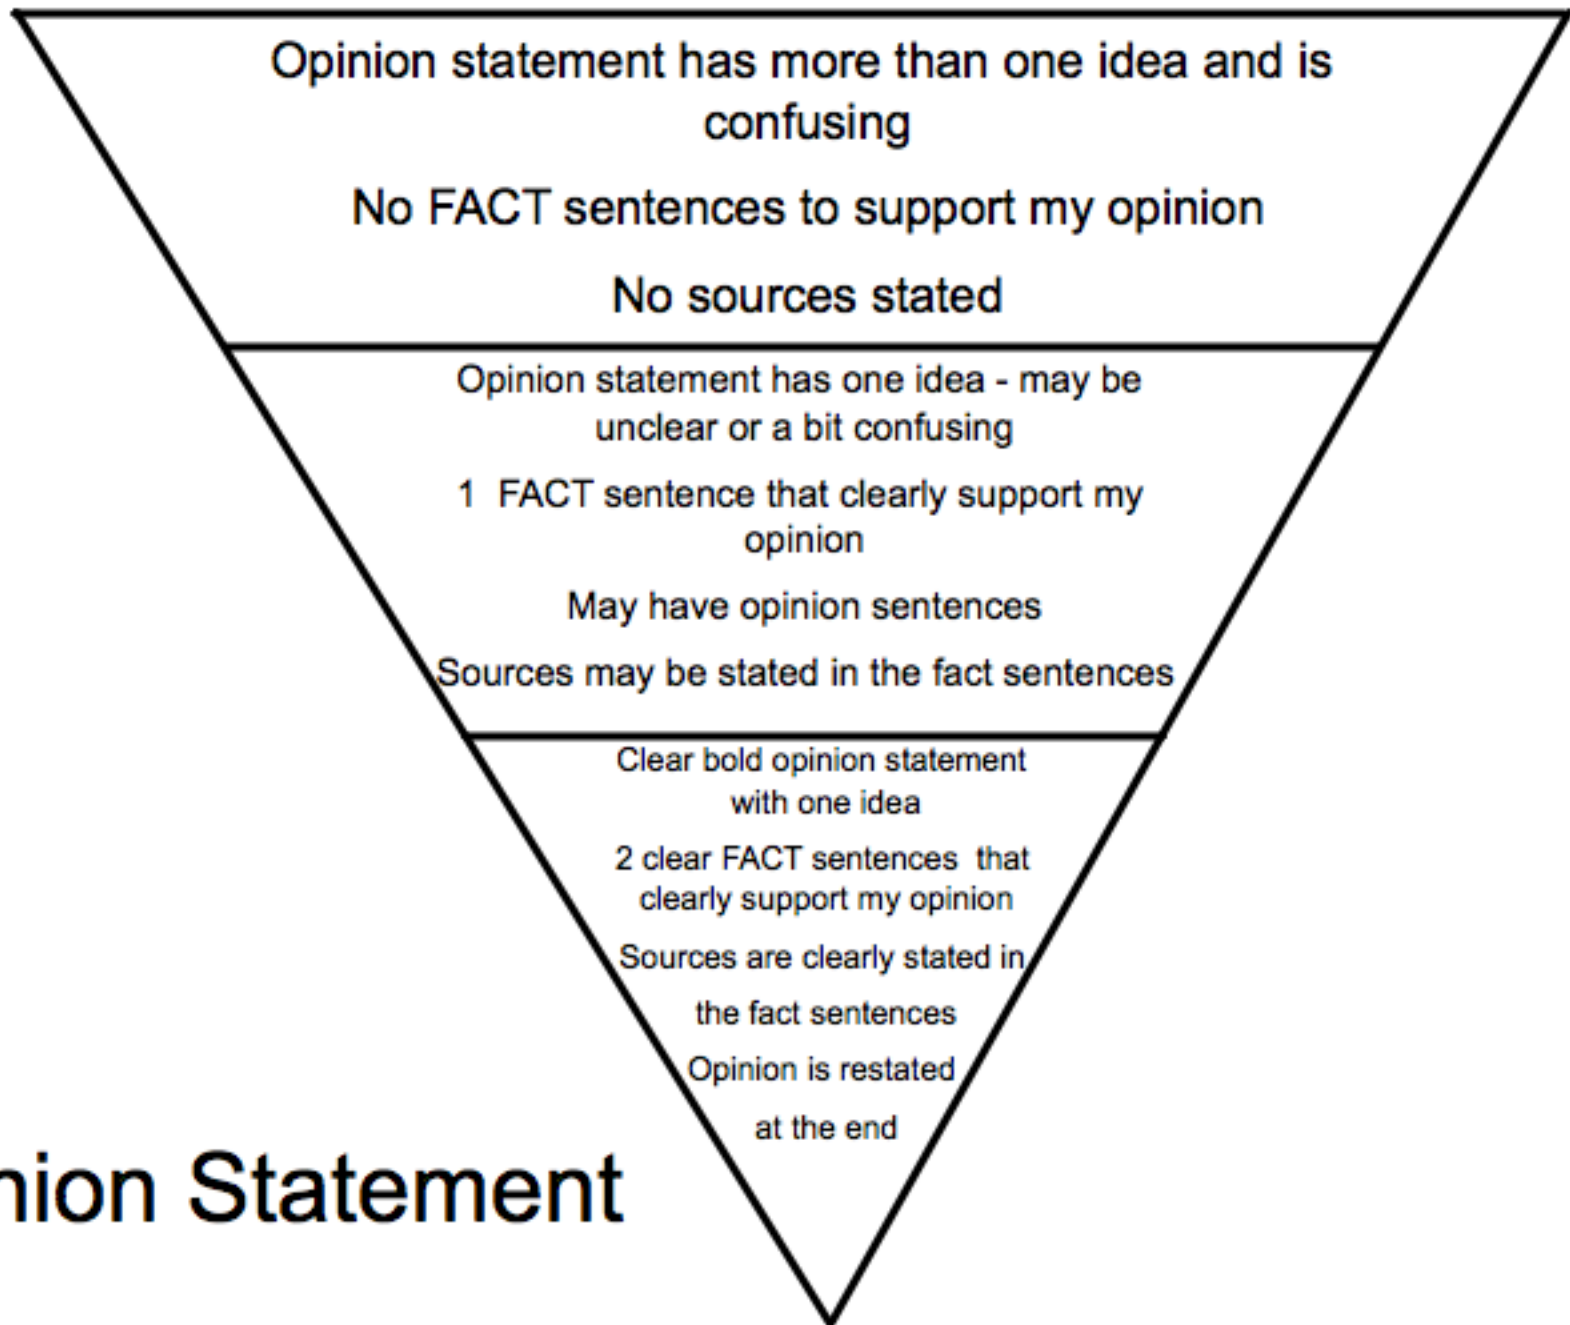 Opinion statement has more than one idea and is
confusing
No FACT sentences to support my opinion
No sources stated
Opinion statement has one idea - may be
unclear or a bit confusing
1 FACT sentence that clearly support my
opinion
May have opinion sentences
Sources may be stated in the fact sentences
Clear bold opinion statement
with one idea
2 clear FACT sentences that
clearly support my opinion
Sources are clearly stated in
the fact sentences
Opinion is restated
at the end
nion Statement